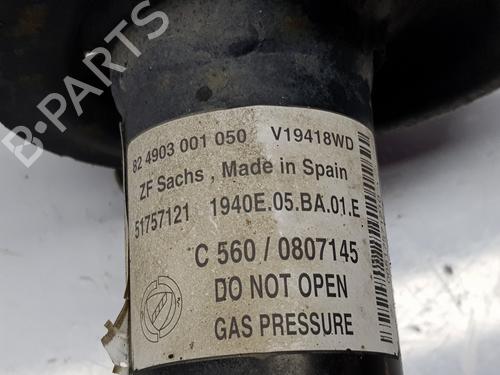 B-PARTS
82 4903 001 050 V19418WD
ZF Sachs , Made in Spain
51757121 1940E.05.BA.01.E
C 560 / 0807145
DO NOT OPEN
GAS PRESSURE